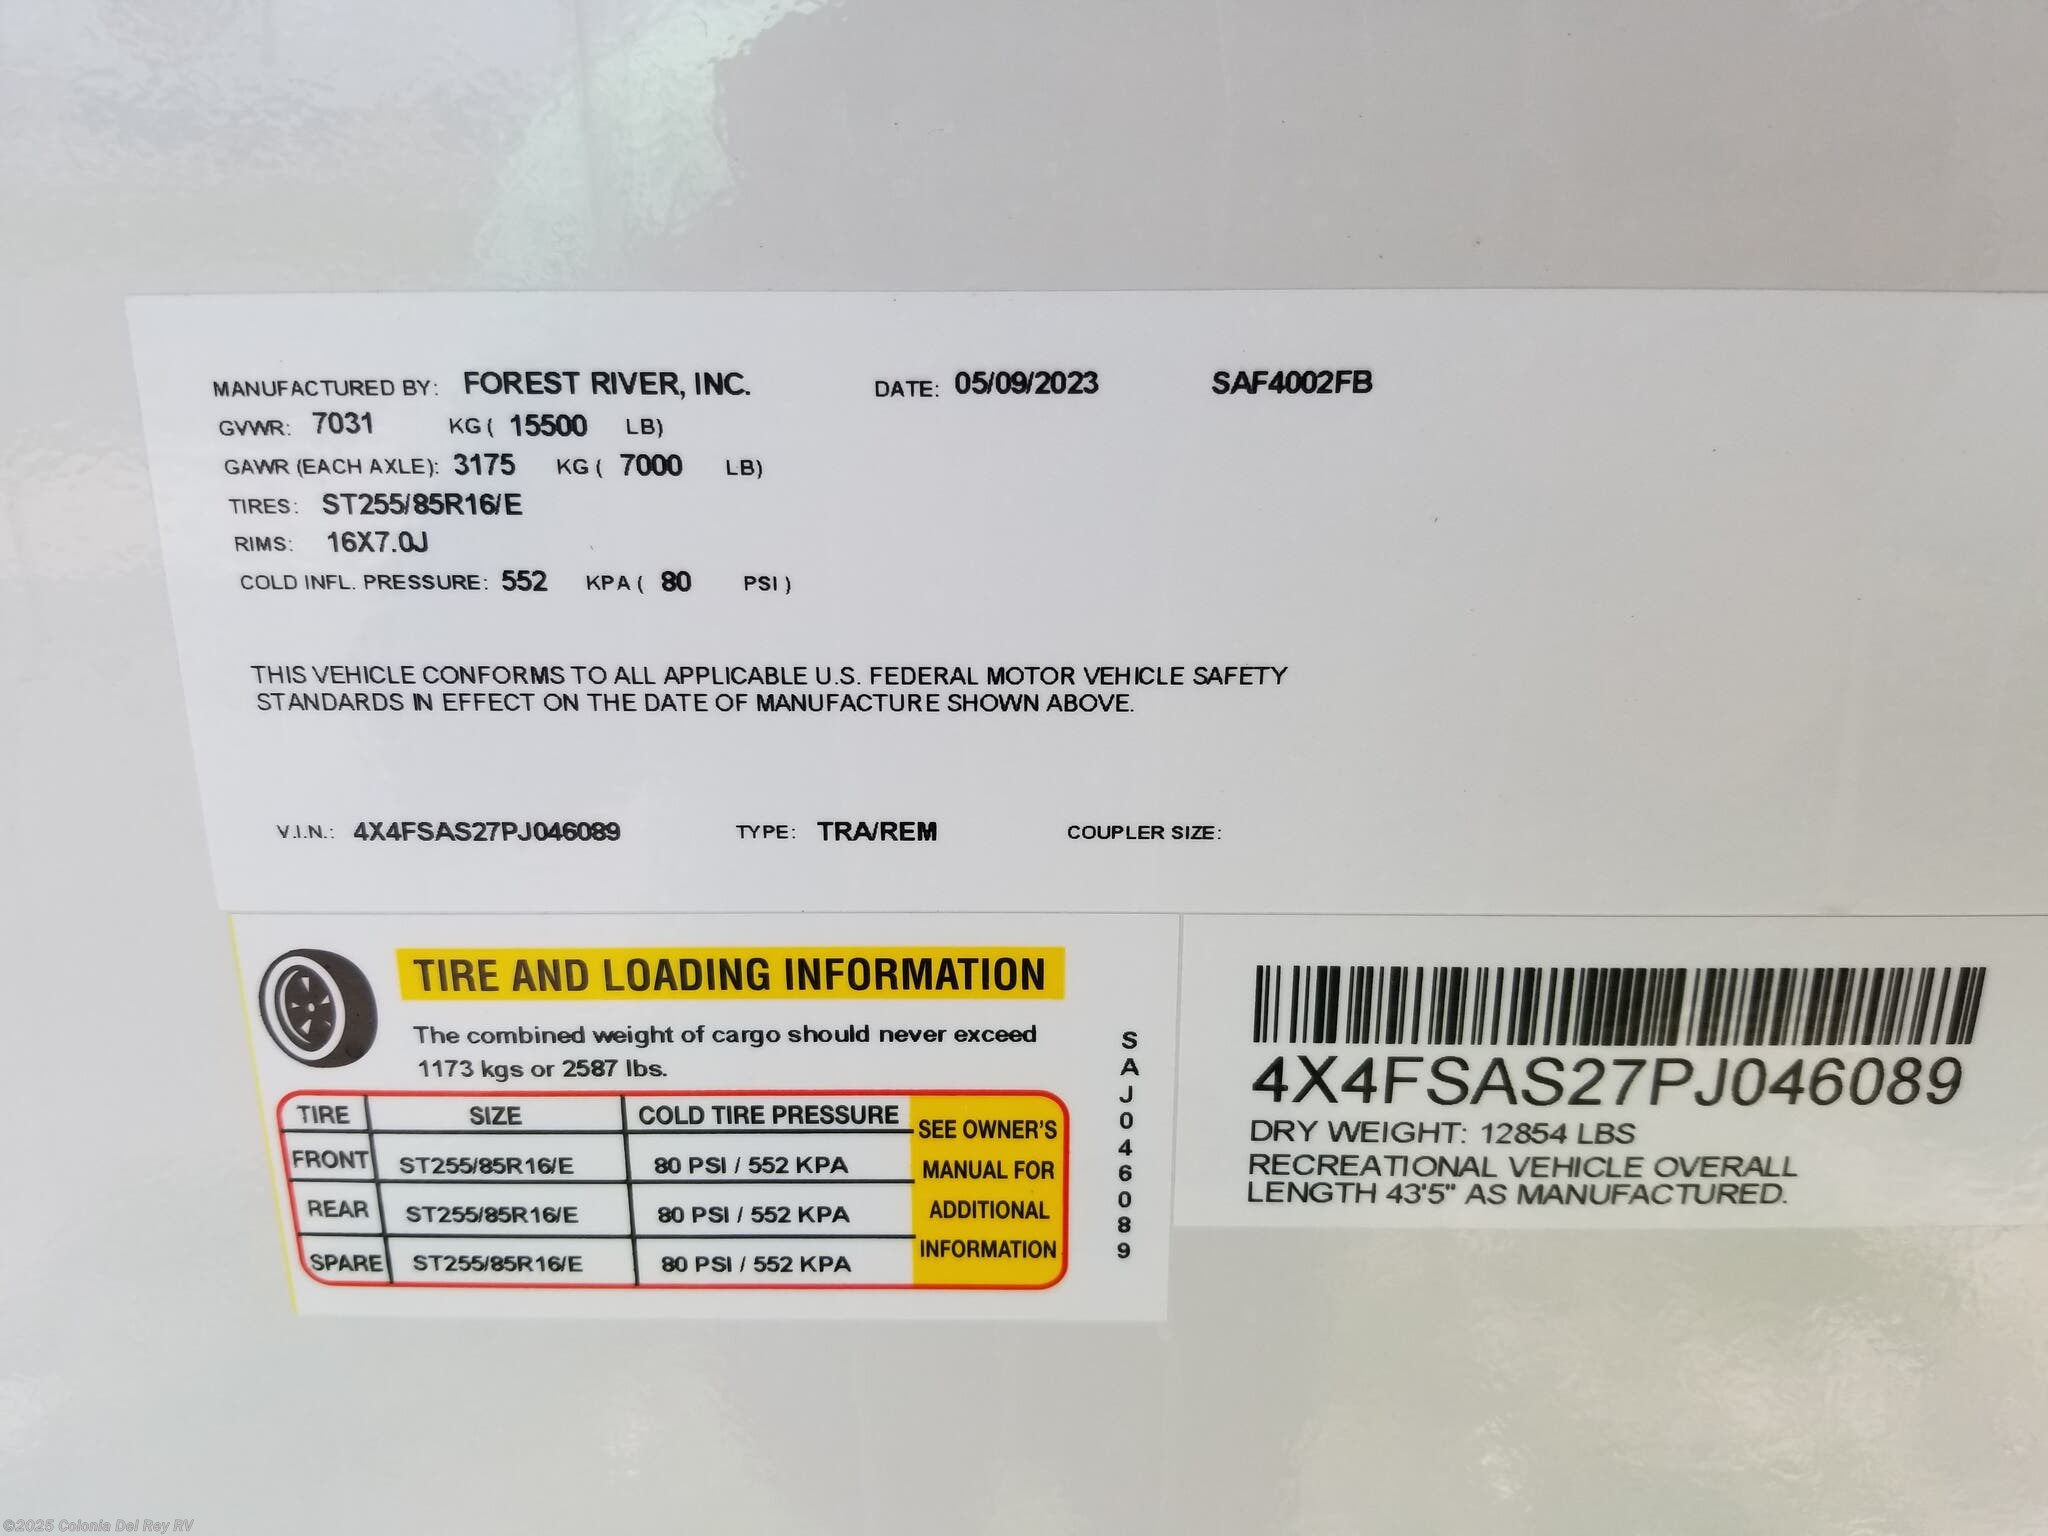 MANUFACTURED BY: FOREST RIVER, INC. DATE: 05/09/2023 SAF4002FB
GVWR: 7031 KG ( 15500 LB)
GAWR (EACH AXLE): 3175 KG ( 7000 LB)
TIRES: ST255/85R16/E
RIMS: 16X7.0J
COLD INFL. PRESSURE: 552 KPA ( 80 PSI )
THIS VEHICLE CONFORMS TO ALL APPLICABLE U.S. FEDERAL MOTOR VEHICLE SAFETY
STANDARDS IN EFFECT ON THE DATE OF MANUFACTURE SHOWN ABOVE.
V.I.N.: 4X4FSAS27PJ046089 TYPE: TRA/REM COUPLER SIZE:
TIRE AND LOADING INFORMATION
The combined weight of cargo should never exceed
1173 kgs or 2587 lbs.
TIRE SIZE COLD TIRE PRESSURE
FRONT ST255/85R16/E 80 PSI / 552 KPA
REAR ST255/85R16/E 80 PSI / 552 KPA
SPARE ST255/85R16/E 80 PSI / 552 KPA
SEE OWNER'S
MANUAL FOR
ADDITIONAL
INFORMATION
SAJ046089
4X4FSAS27PJ046089
DRY WEIGHT: 12854 LBS
RECREATIONAL VEHICLE OVERALL
LENGTH 43'5" AS MANUFACTURED.
©2025 Colonia Del Rey RV